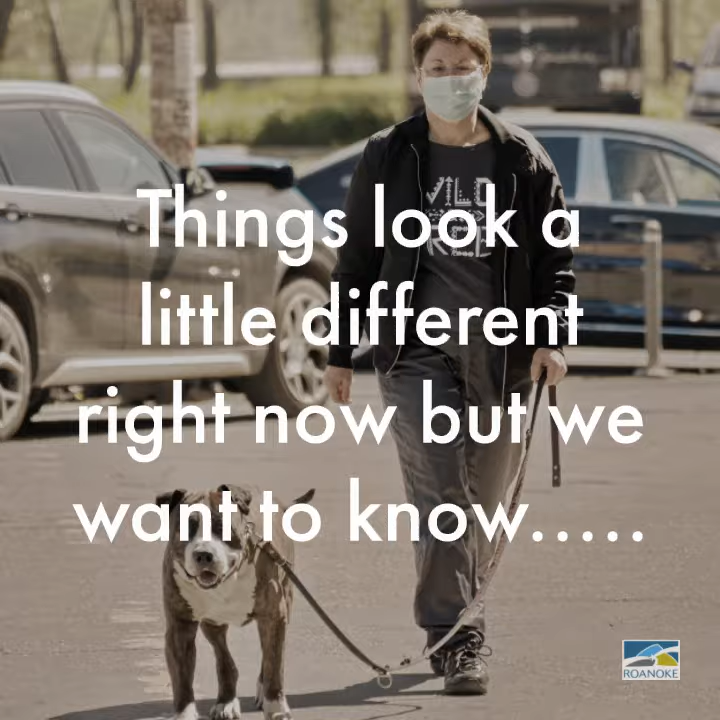 Things look a
little different
right now but we
want to know.....
ROANOKE